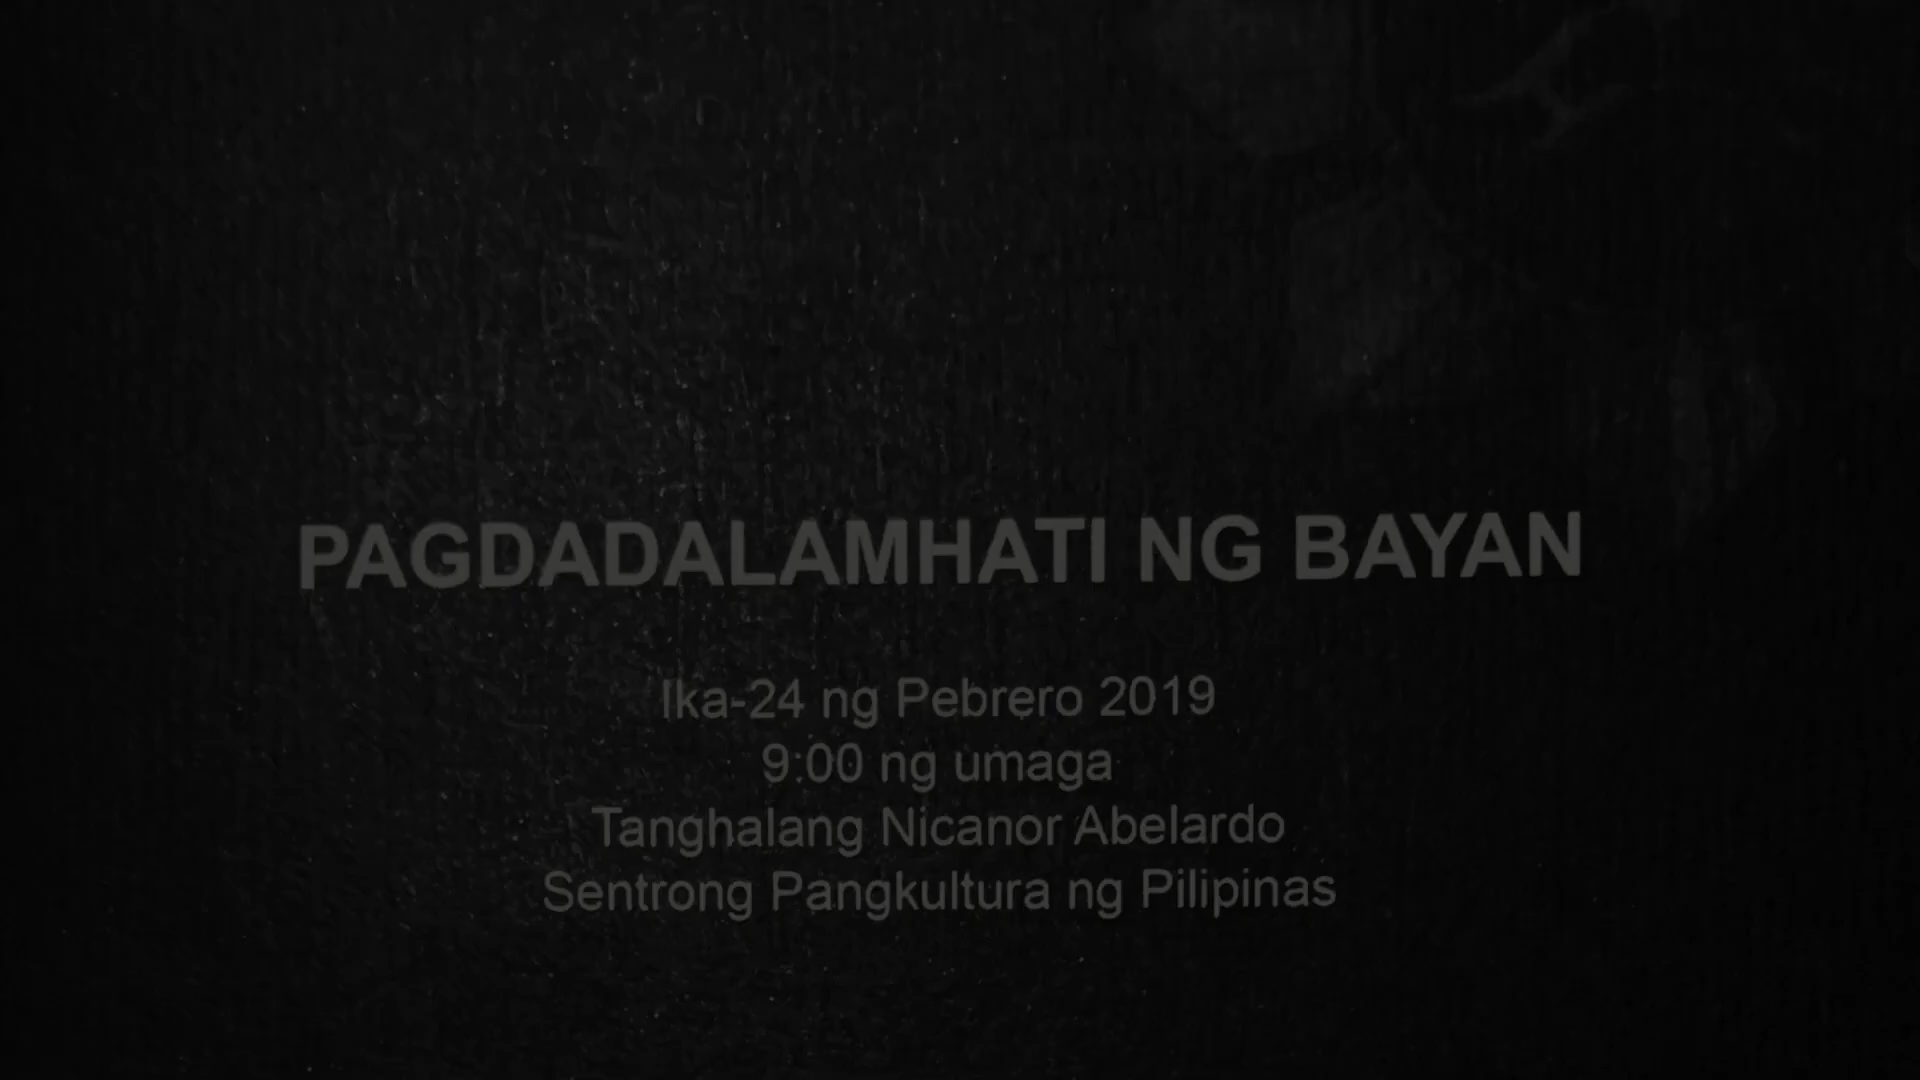 PAGDADALAMHATI NG BAYAN
Ika-24 ng Pebrero 2019
9:00 ng umaga
Tanghalang Nicanor Abelardo
Sentrong Pangkultura ng Pilipinas